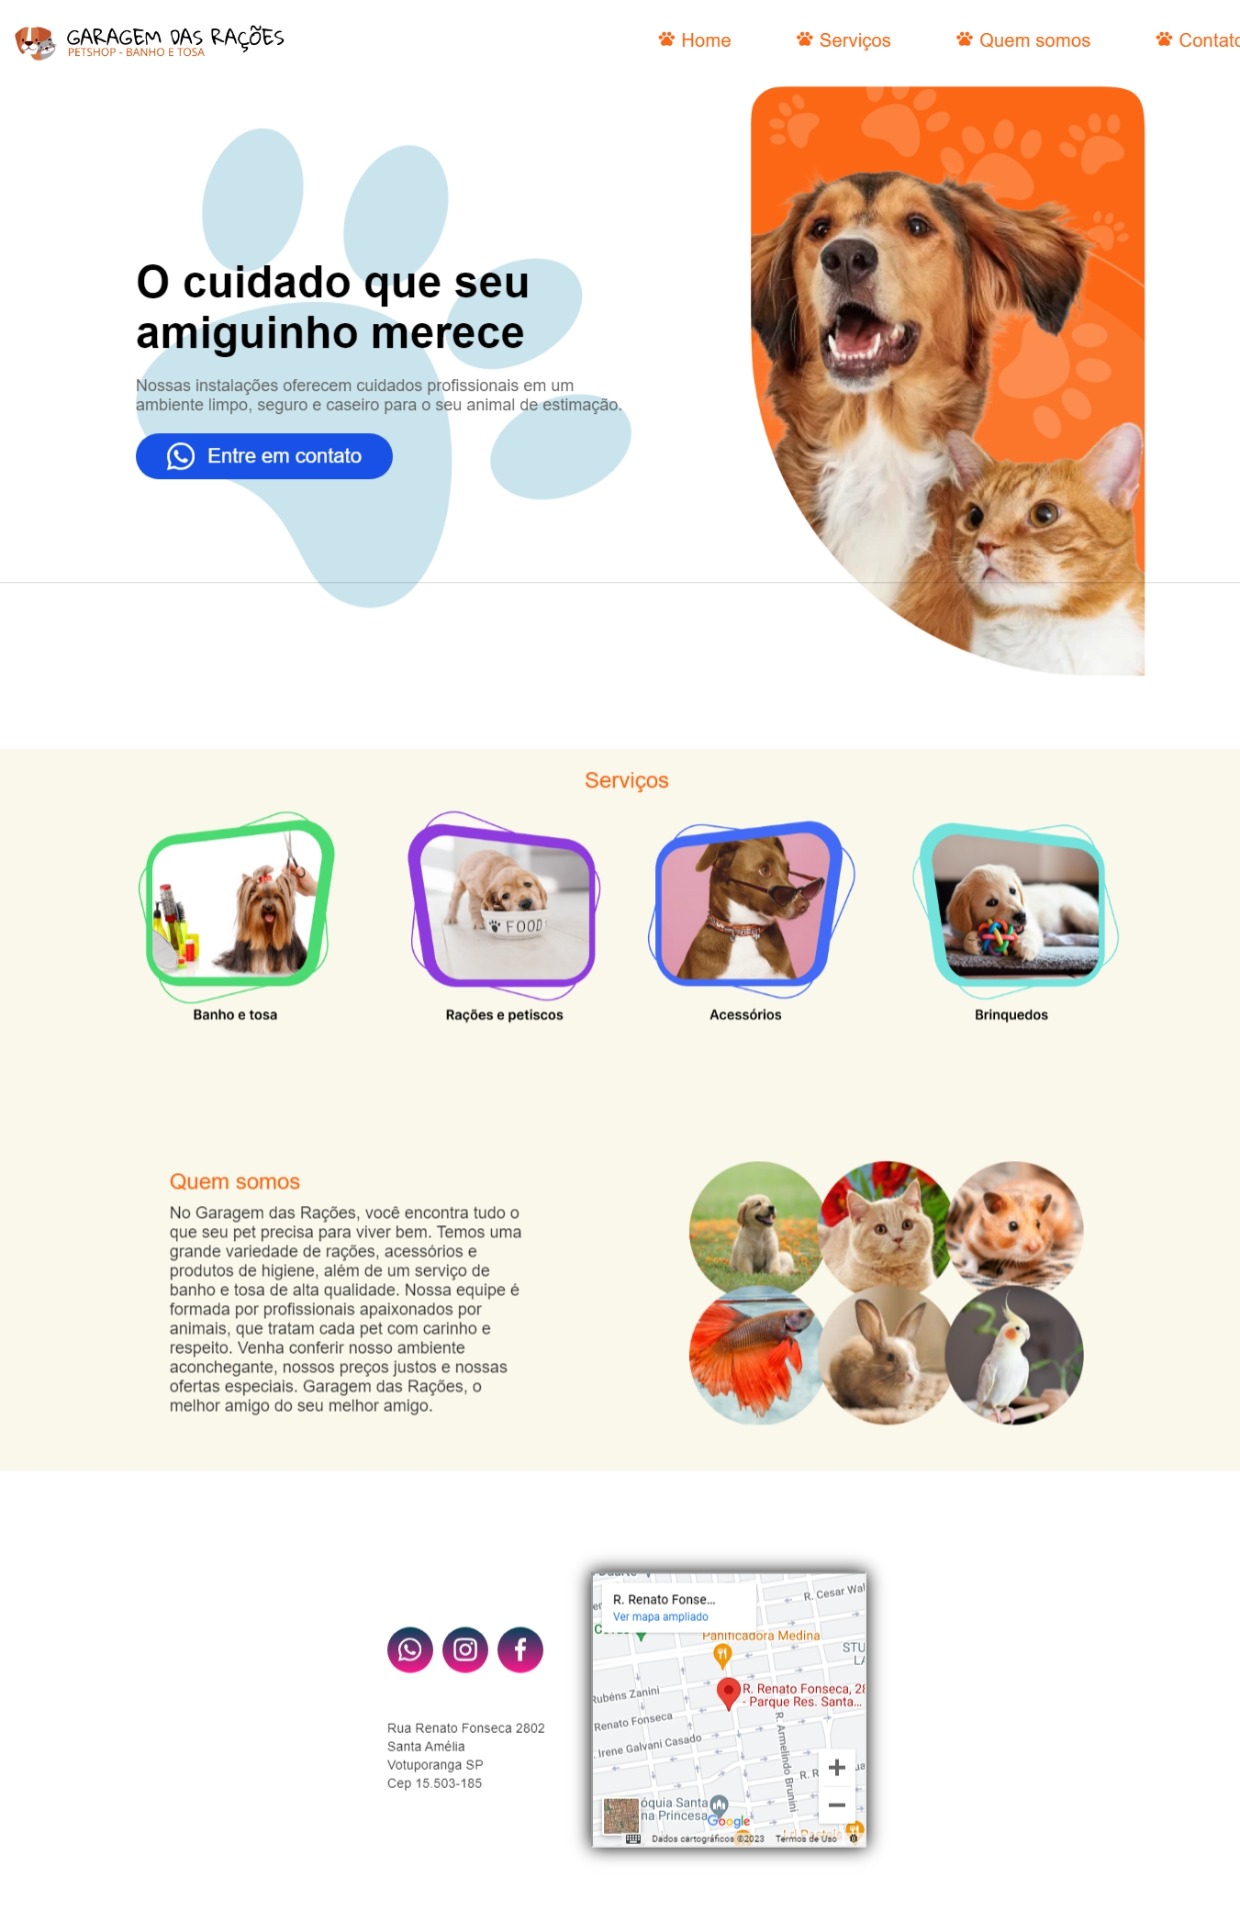 GARAGEM DAS RAÇÕES
PETSHOP - BANHO E TOSA
Home
Serviços
Quem somos
Contato
O cuidado que seu
amiguinho merece
Nossas instalações oferecem cuidados profissionais em um
ambiente limpo, seguro e caseiro para o seu animal de estimação.
Entre em contato
Serviços
FOOD
Banho e tosa
Rações e petiscos
Acessórios
Brinquedos
Quem somos
No Garagem das Rações, você encontra tudo o
que seu pet precisa para viver bem. Temos uma
grande variedade de rações, acessórios e
produtos de higiene, além de um serviço de
banho e tosa de alta qualidade. Nossa equipe é
formada por profissionais apaixonados por
animais, que tratam cada pet com carinho e
respeito. Venha conferir nosso ambiente
aconchegante, nossos preços justos e nossas
ofertas especiais. Garagem das Rações, o
melhor amigo do seu melhor amigo.
Rua Renato Fonseca 2802
Santa Amélia
Votuporanga SP
Cep 15.503-185
R. Renato Fonse...
Ver mapa ampliado
R. Cesar Wal
Panificadora Medina
STU
R. Renato Fonseca, 28
- Parque Res. Santa...
Rubéns Zanini
Renato Fonseca
Irene Galvani Casado
R. Armelindo Brunini
óquia Santa
na Princesa
Google
Dados cartográficos ©2023
Termos de Uso